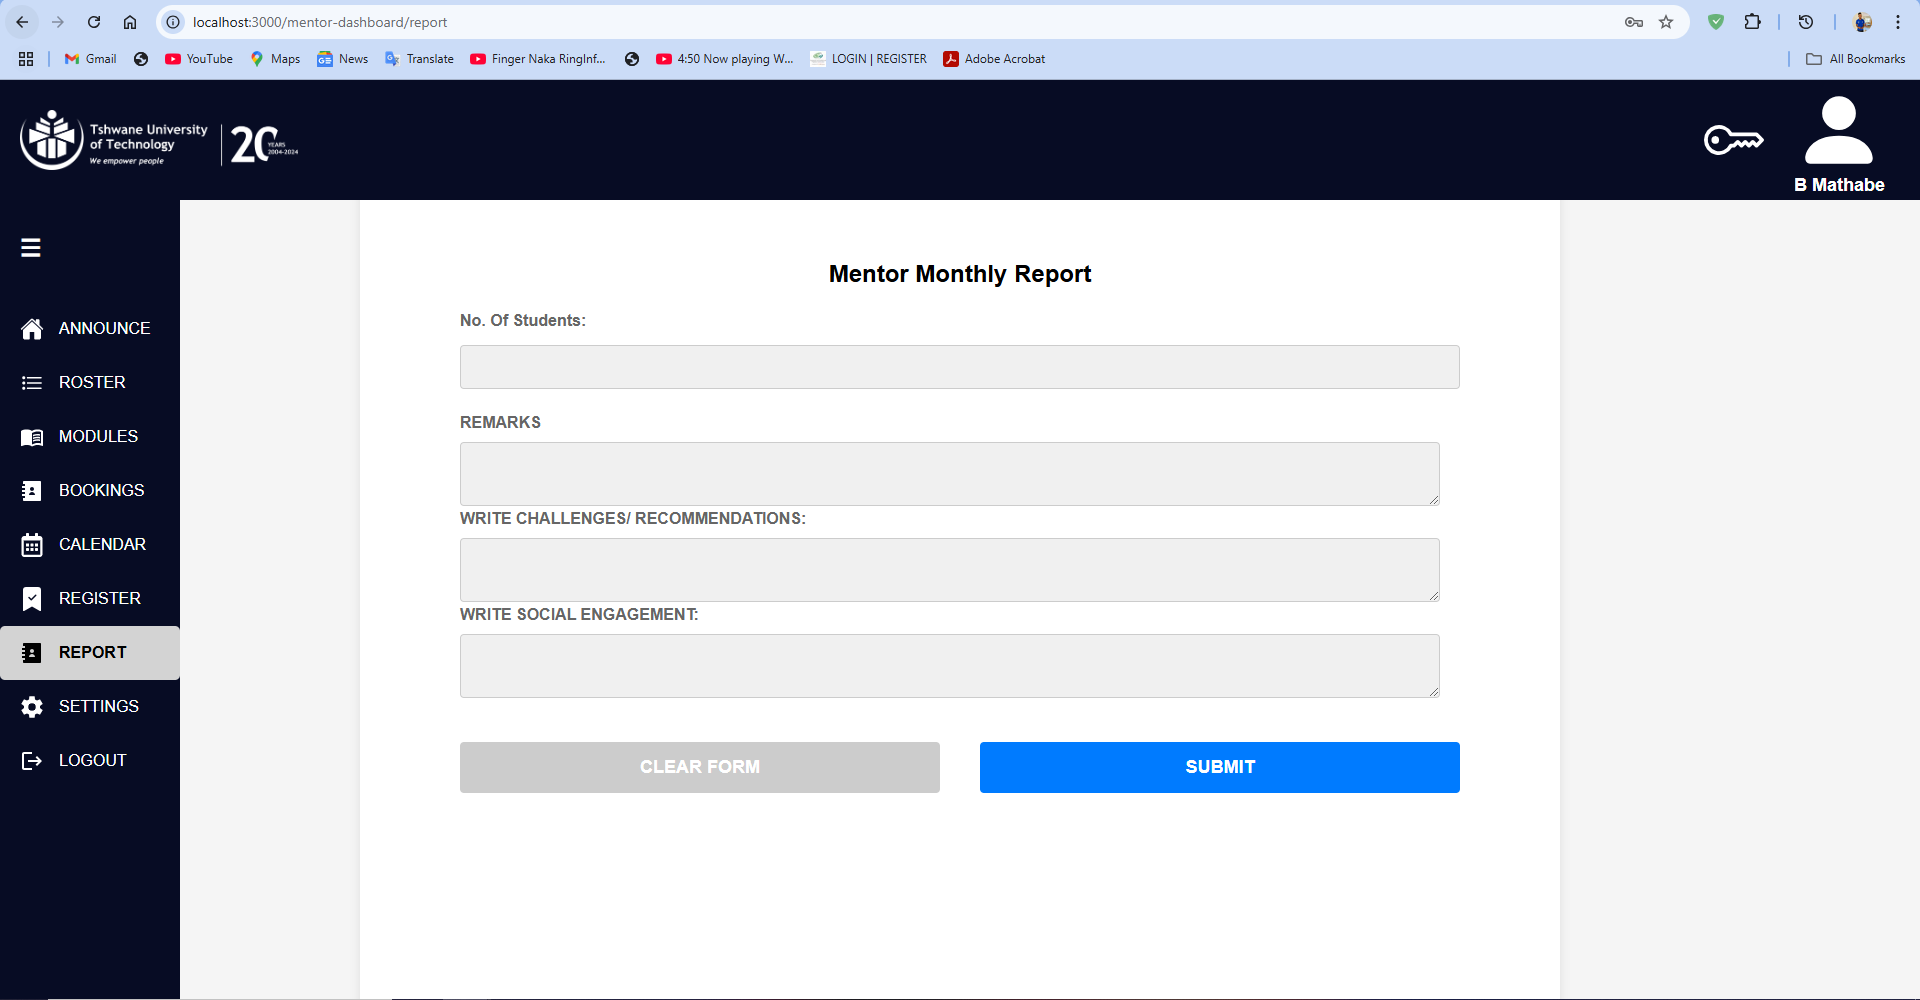 localhost:3000/mentor-dashboard/report
Gmail
YouTube
Maps
News
Translate
Finger Naka RingInf...
4:50 Now playing W...
LOGIN | REGISTER
Adobe Acrobat
All Bookmarks
Tshwane University
of Technology
We empower people
20
YEARS
2004-2024
B Mathabe
ANNOUNCE
ROSTER
MODULES
BOOKINGS
CALENDAR
REGISTER
REPORT
SETTINGS
LOGOUT
Mentor Monthly Report
No. Of Students:
REMARKS
WRITE CHALLENGES/ RECOMMENDATIONS:
WRITE SOCIAL ENGAGEMENT:
CLEAR FORM
SUBMIT